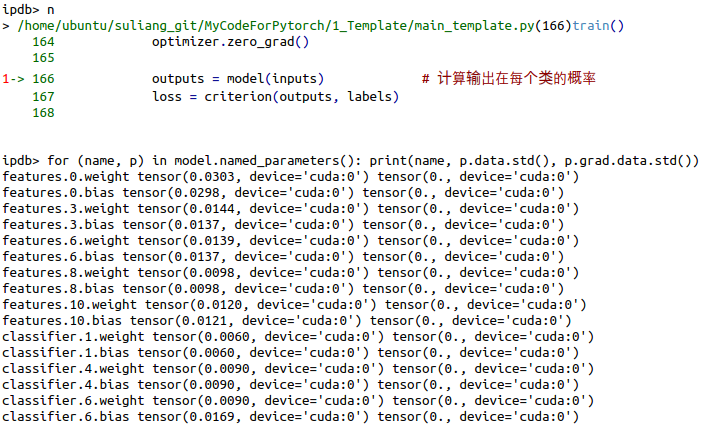 ipdb> n
> /home/ubuntu/suliang_git/MyCodeForPytorch/1_Template/main_template.py(166)train()
164 optimizer.zero_grad()
165
1-> 166 outputs = model(inputs) # 计算输出在每个类的概率
167 loss = criterion(outputs, labels)
168
ipdb> for (name, p) in model.named_parameters(): print(name, p.data.std(), p.grad.data.std())
features.0.weight tensor(0.0303, device='cuda:0') tensor(0., device='cuda:0')
features.0.bias tensor(0.0298, device='cuda:0') tensor(0., device='cuda:0')
features.3.weight tensor(0.0144, device='cuda:0') tensor(0., device='cuda:0')
features.3.bias tensor(0.0137, device='cuda:0') tensor(0., device='cuda:0')
features.6.weight tensor(0.0139, device='cuda:0') tensor(0., device='cuda:0')
features.6.bias tensor(0.0137, device='cuda:0') tensor(0., device='cuda:0')
features.8.weight tensor(0.0098, device='cuda:0') tensor(0., device='cuda:0')
features.8.bias tensor(0.0098, device='cuda:0') tensor(0., device='cuda:0')
features.10.weight tensor(0.0120, device='cuda:0') tensor(0., device='cuda:0')
features.10.bias tensor(0.0121, device='cuda:0') tensor(0., device='cuda:0')
classifier.1.weight tensor(0.0060, device='cuda:0') tensor(0., device='cuda:0')
classifier.1.bias tensor(0.0060, device='cuda:0') tensor(0., device='cuda:0')
classifier.4.weight tensor(0.0090, device='cuda:0') tensor(0., device='cuda:0')
classifier.4.bias tensor(0.0090, device='cuda:0') tensor(0., device='cuda:0')
classifier.6.weight tensor(0.0090, device='cuda:0') tensor(0., device='cuda:0')
classifier.6.bias tensor(0.0169, device='cuda:0') tensor(0., device='cuda:0')